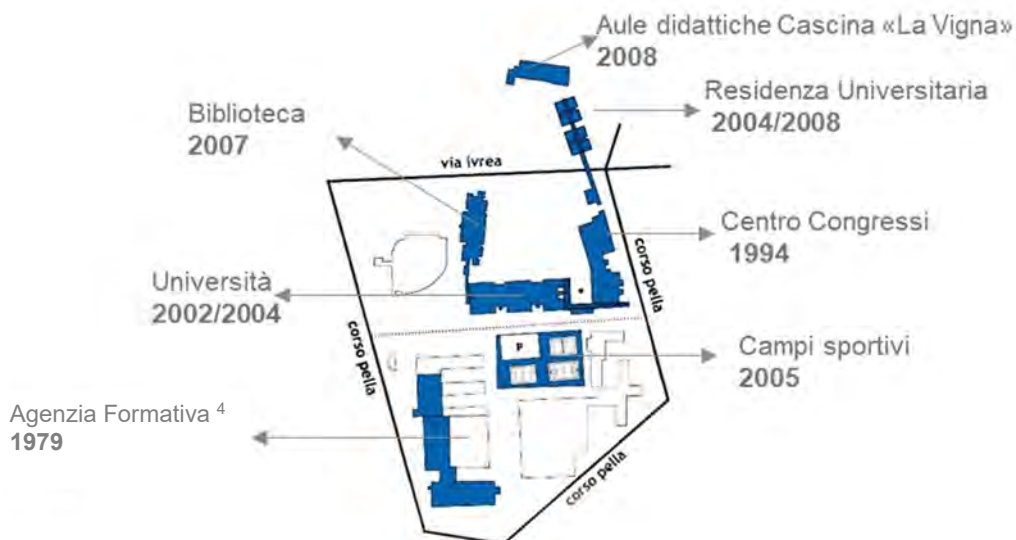 Aule didattiche Cascina «La Vigna»
2008
Residenza Universitaria
2004/2008
Biblioteca
2007
via ivrea
Centro Congressi
1994
corso pella
Università
2002/2004
corso pella
P
Campi sportivi
2005
Agenzia Formativa 4
1979
corso pella